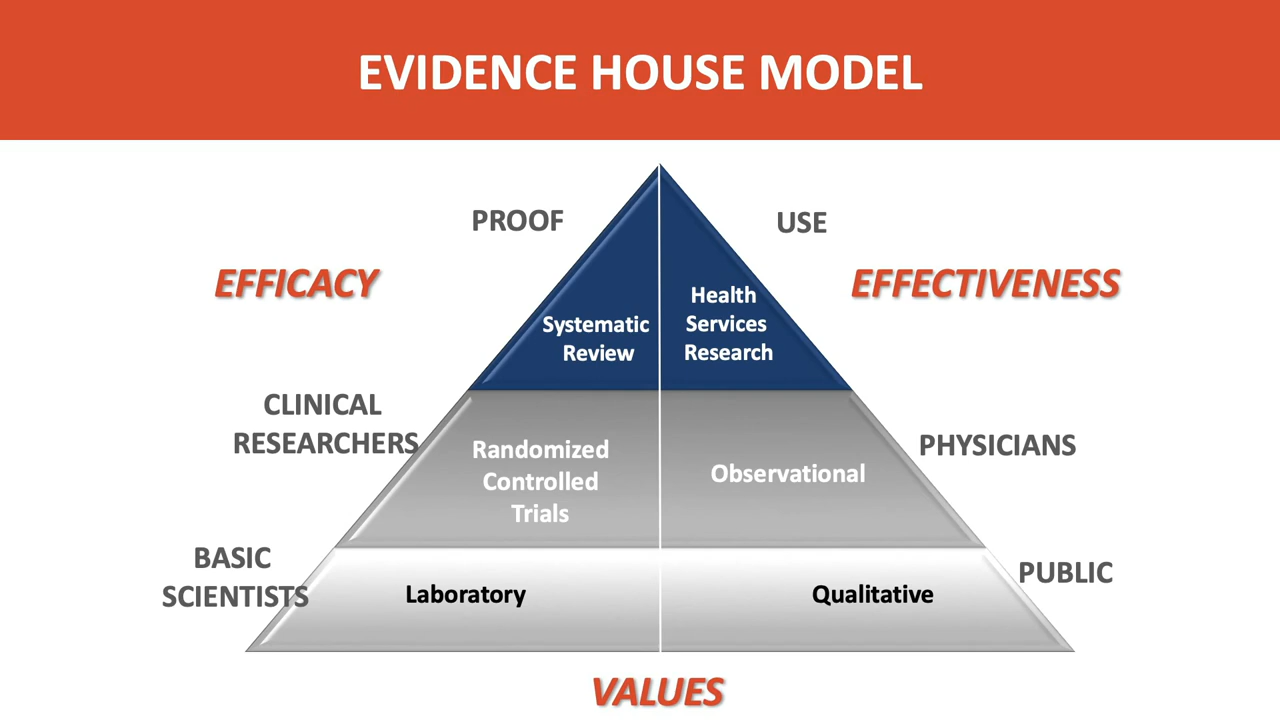 EVIDENCE HOUSE MODEL
PROOF
USE
EFFICACY
EFFECTIVENESS
Systematic
Review
Health
Services
Research
CLINICAL
RESEARCHERS
Randomized
Controlled
Trials
Observational
PHYSICIANS
BASIC
SCIENTISTS
Laboratory
Qualitative
PUBLIC
VALUES